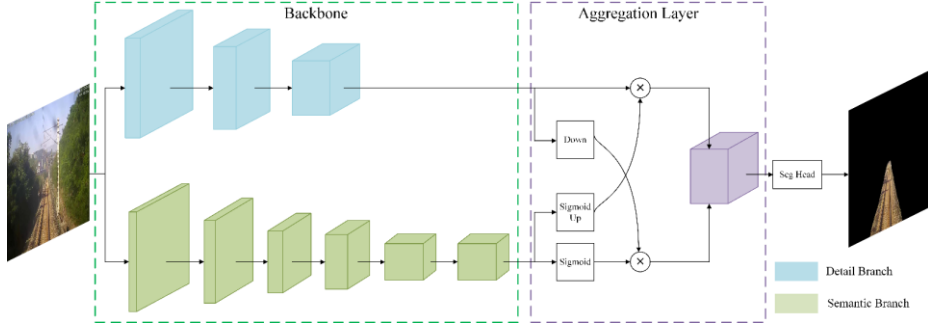 Backbone
Aggregation Layer
Down
Sigmoid
Up
Sigmoid
Seg Head
Detail Branch
Semantic Branch